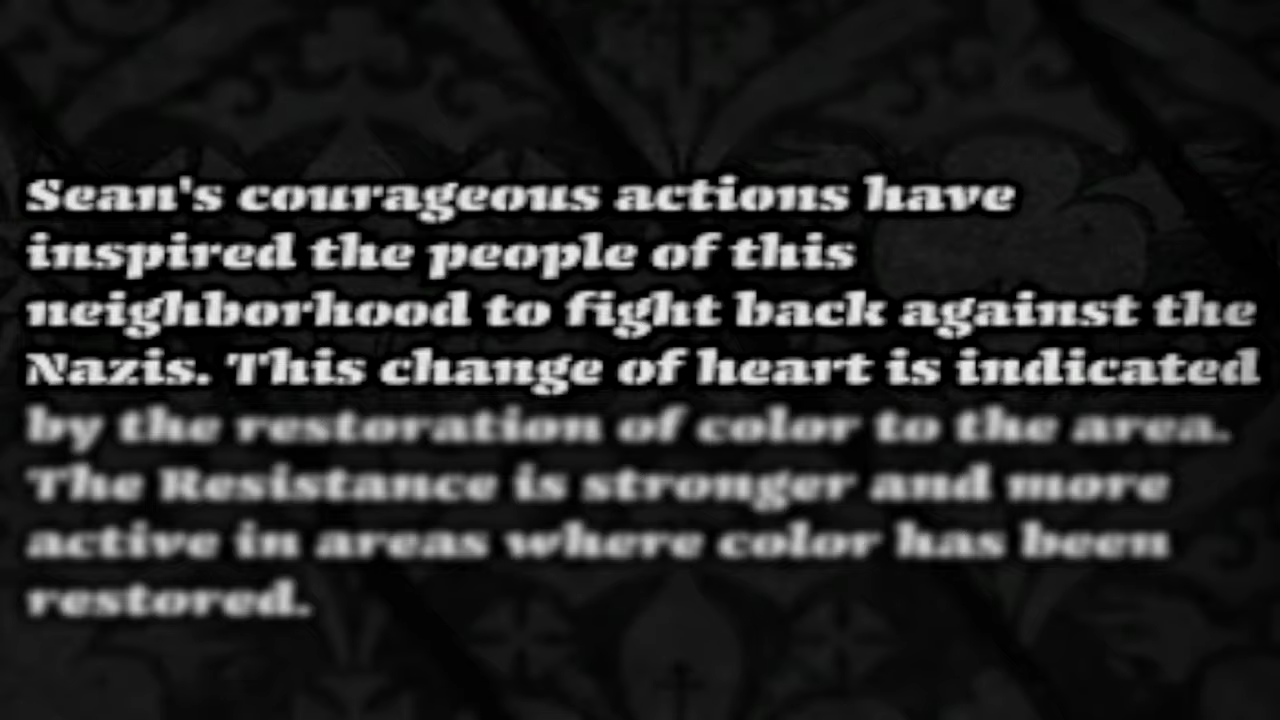 Sean's courageous actions have
inspired the people of this
neighborhood to fight back against the
Nazis. This change of heart is indicated
by the restoration of color to the area.
The Resistance is stronger and more
active in areas where color has been
restored.